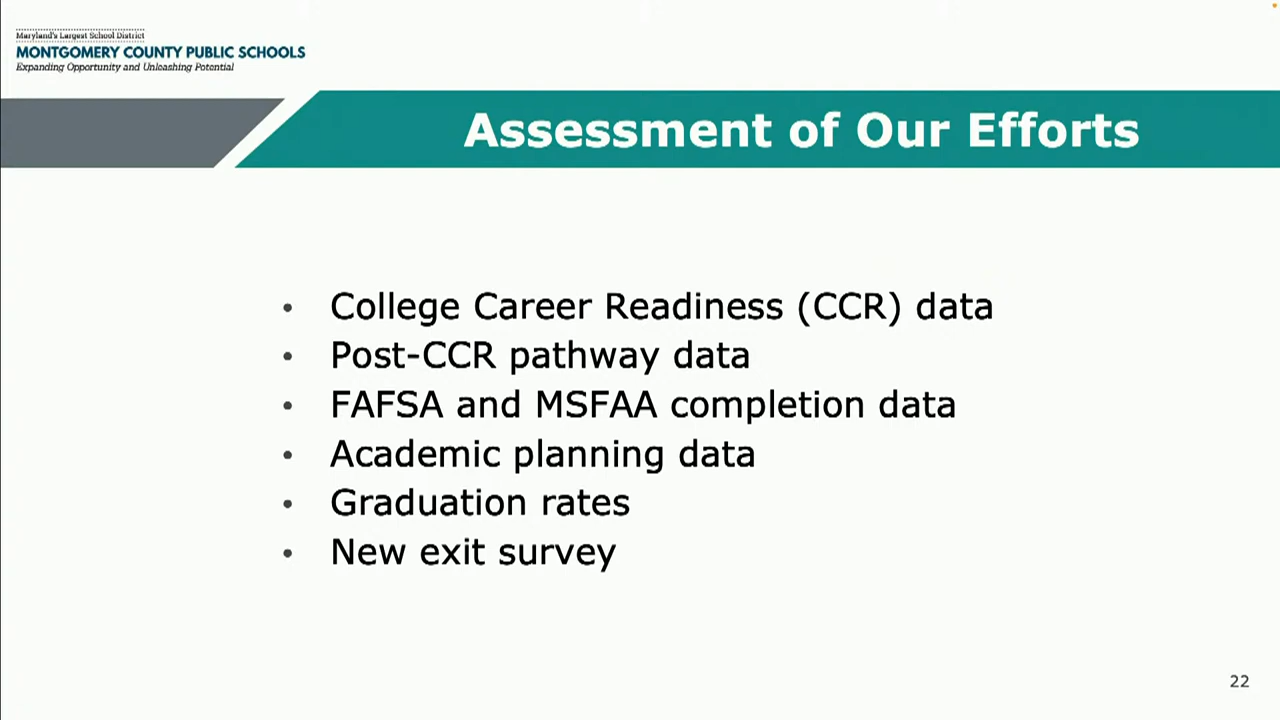 Maryland's Largest School District
MONTGOMERY COUNTY PUBLIC SCHOOLS
Expanding Opportunity and Unleashing Potential
Assessment of Our Efforts
• College Career Readiness (CCR) data
• Post-CCR pathway data
• FAFSA and MSFAA completion data
• Academic planning data
• Graduation rates
• New exit survey
22